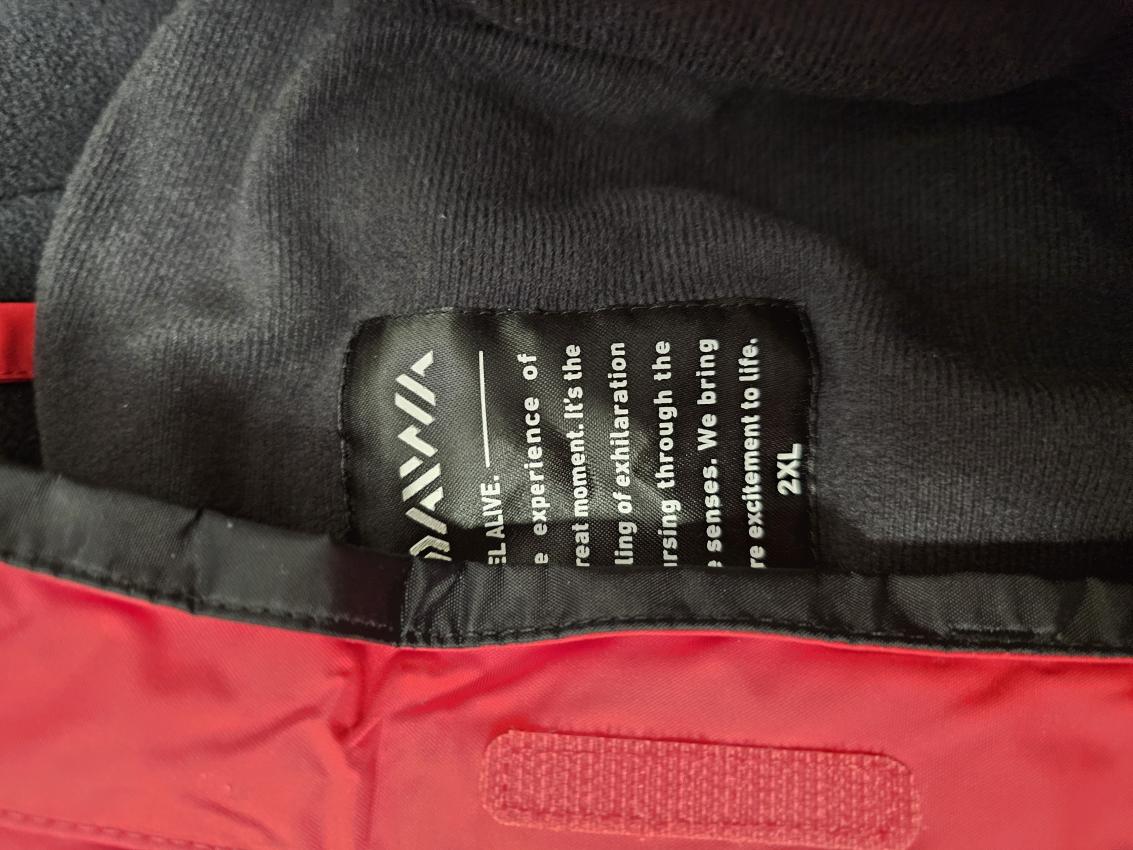 DAIWA
EL ALIVE.
e experience of
reat moment. It's the
ling of exhilaration
rsing through the
senses. We bring
re excitement to life.
2XL